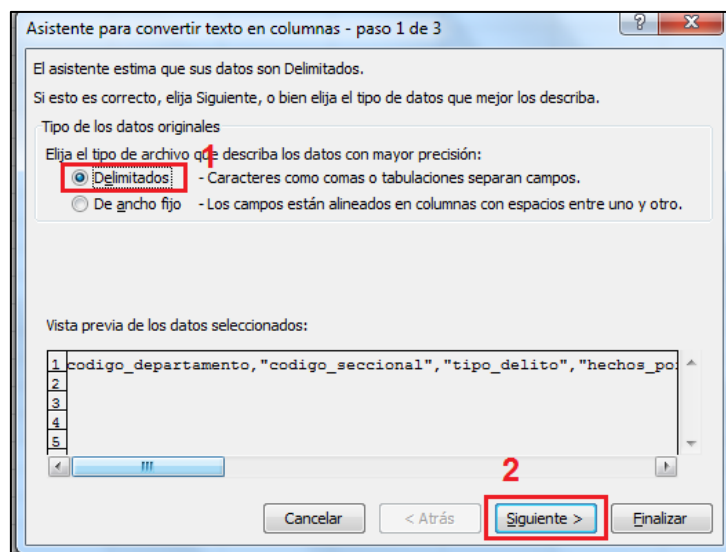 Asistente para convertir texto en columnas - paso 1 de 3
El asistente estima que sus datos son Delimitados.
Si esto es correcto, elija Siguiente, o bien elija el tipo de datos que mejor los describa.
Tipo de los datos originales
1
Elija el tipo de archivo que describa los datos con mayor precisión:
Delimitados - Caracteres como comas o tabulaciones separan campos.
De ancho fijo - Los campos están alineados en columnas con espacios entre uno y otro.
Vista previa de los datos seleccionados:
1 codigo_departamento,"codigo_seccional","tipo_delito","hechos_po
2
3
4
5
2
Cancelar < Atrás Siguiente > Finalizar